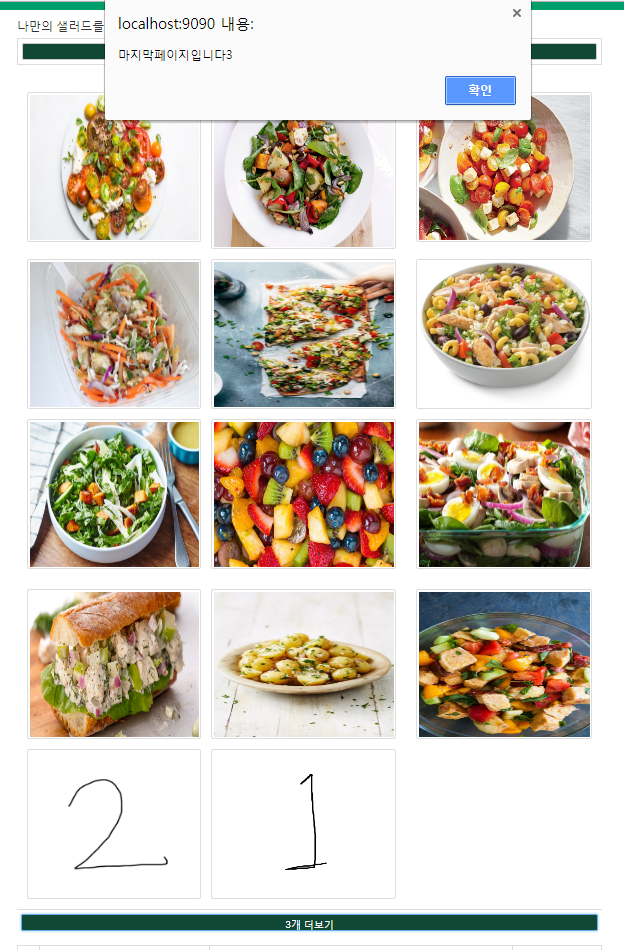 나만의 샐러드를
localhost:9090 내용:
마지막페이지입니다3
확인
2
1
3개 더보기